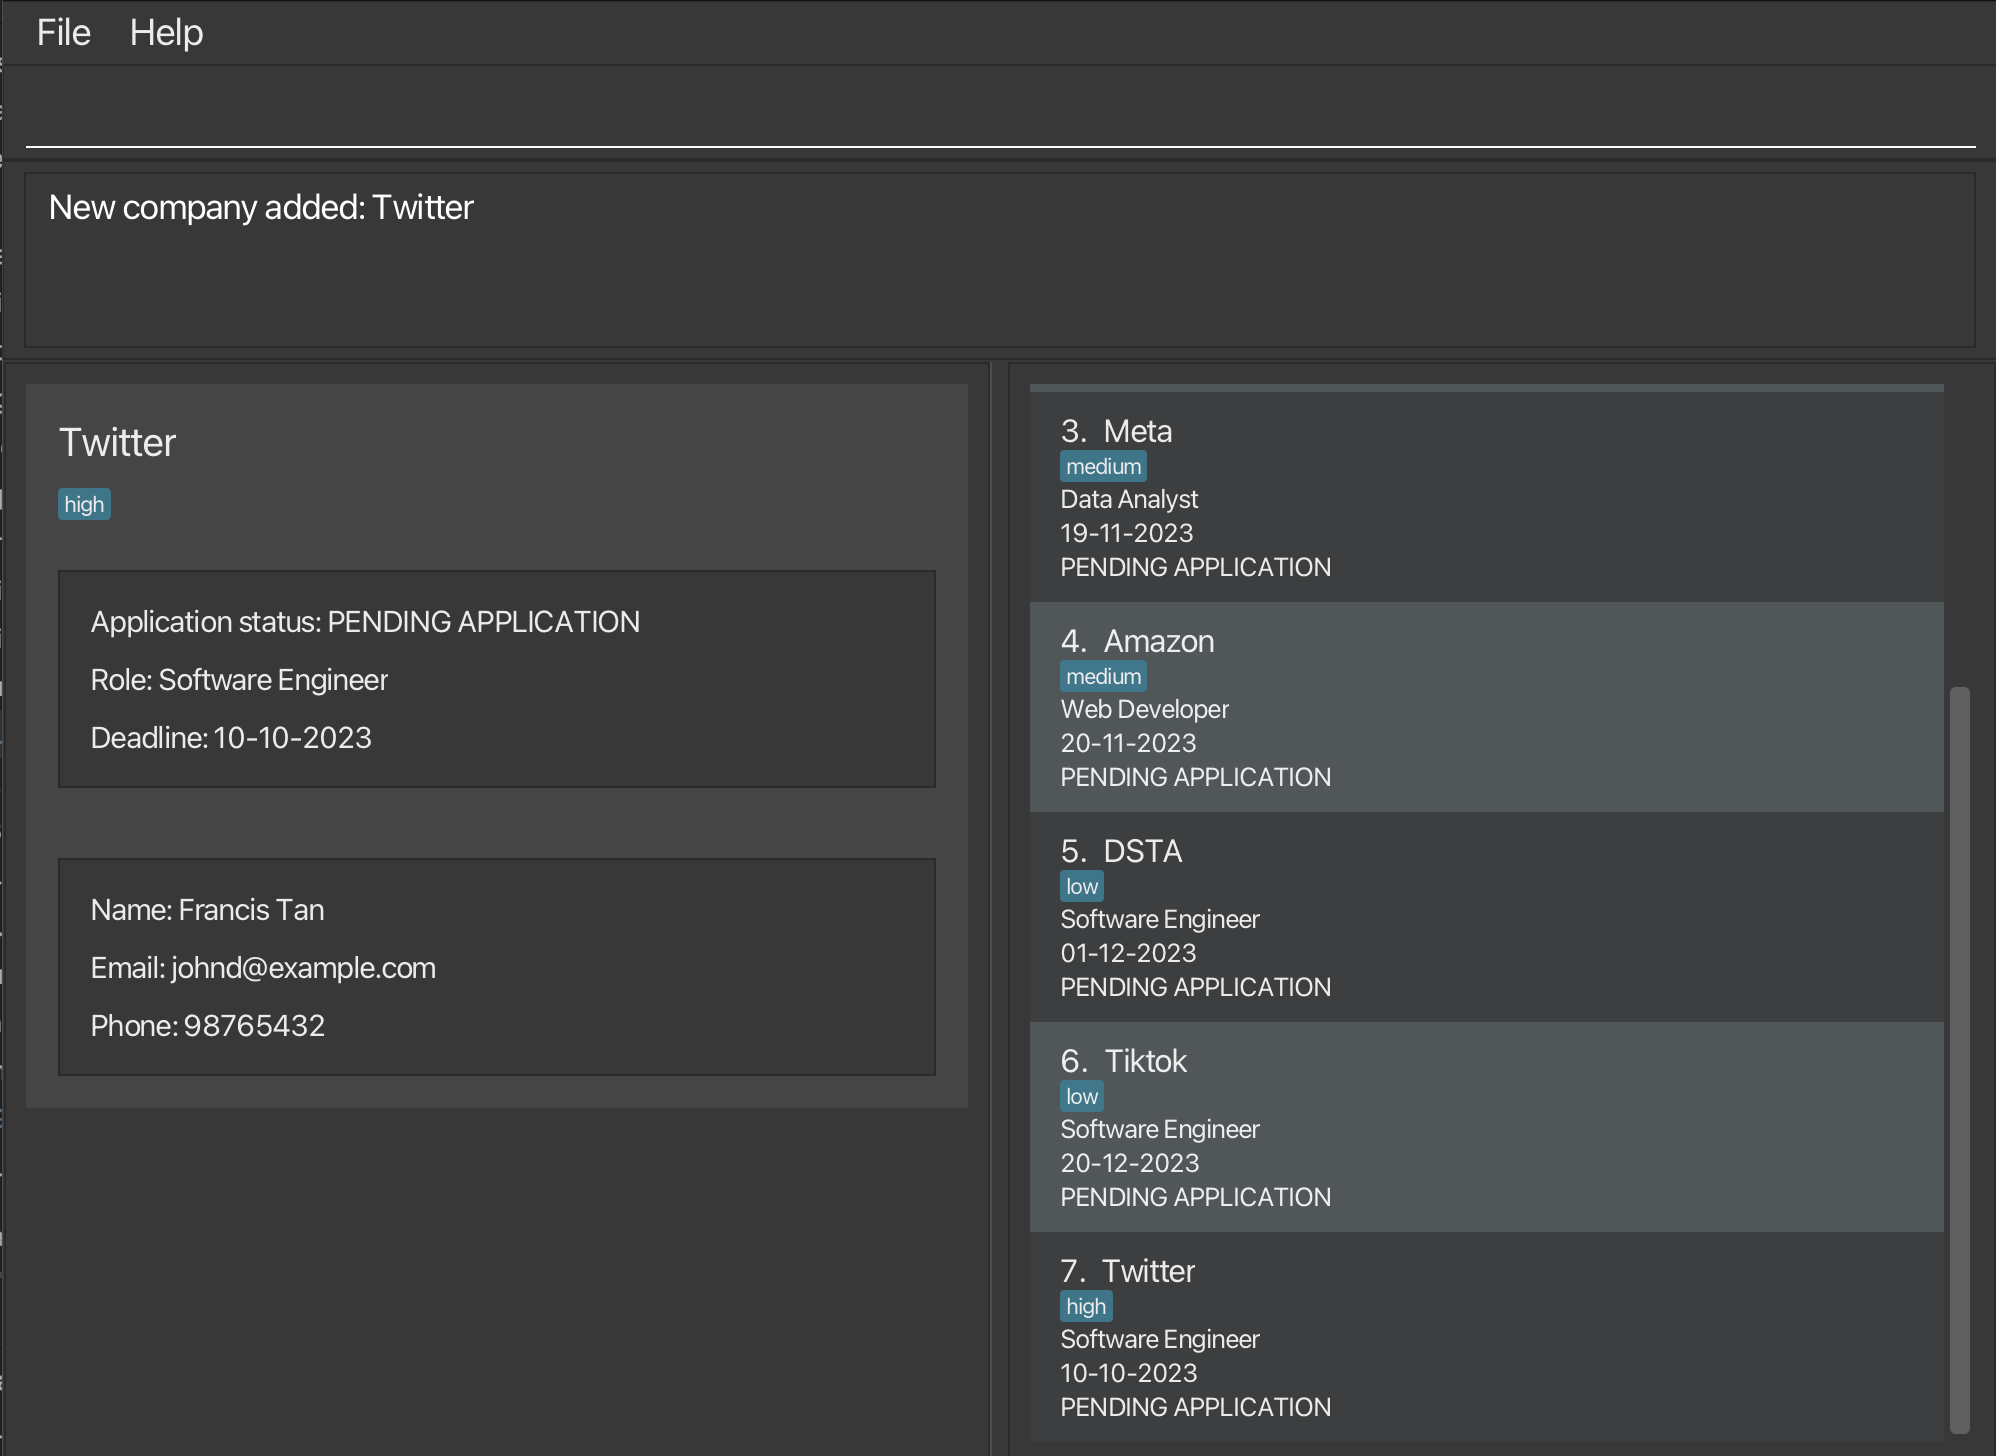 File Help
New company added: Twitter
Twitter
high
Application status: PENDING APPLICATION
Role: Software Engineer
Deadline: 10-10-2023
Name: Francis Tan
Email: johnd@example.com
Phone: 98765432
3. Meta
medium
Data Analyst
19-11-2023
PENDING APPLICATION
4. Amazon
medium
Web Developer
20-11-2023
PENDING APPLICATION
5. DSTA
low
Software Engineer
01-12-2023
PENDING APPLICATION
6. Tiktok
low
Software Engineer
20-12-2023
PENDING APPLICATION
7. Twitter
high
Software Engineer
10-10-2023
PENDING APPLICATION